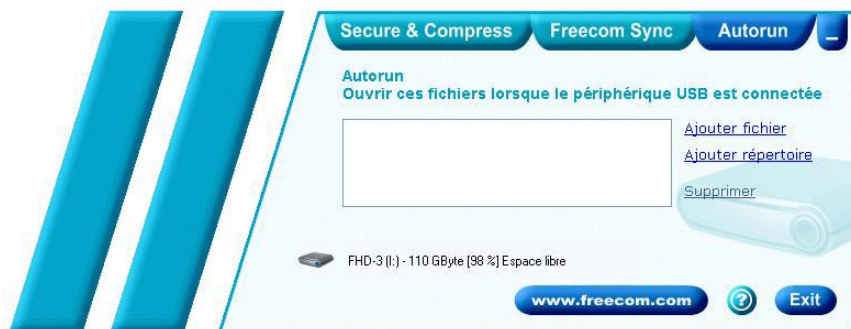 Secure & Compress Freecom Sync Autorun _
Autorun
Ouvrir ces fichiers lorsque le périphérique USB est connectée
Ajouter fichier
Ajouter répertoire
Supprimer
FHD-3 (I:) - 110 GByte [98 %] Espace libre
www.freecom.com ? Exit